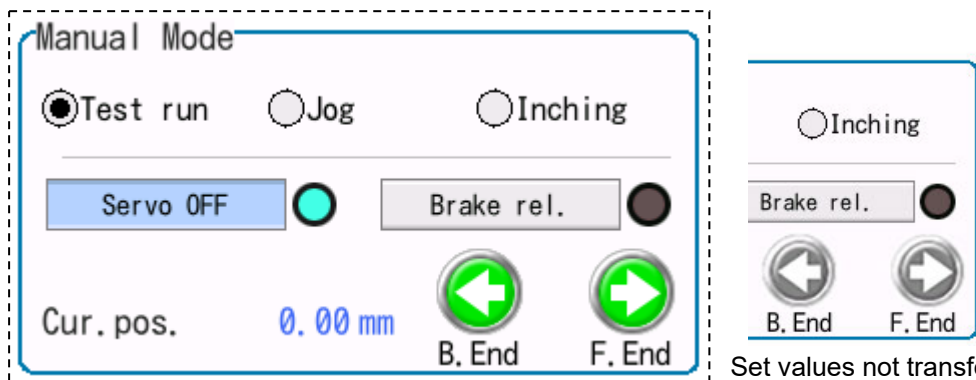 Manual Mode
Test run Jog Inching
Servo OFF Brake rel.
Cur.pos. 0.00 mm
B.End F.End
Inching
Brake rel.
B.End F.End
Set values not